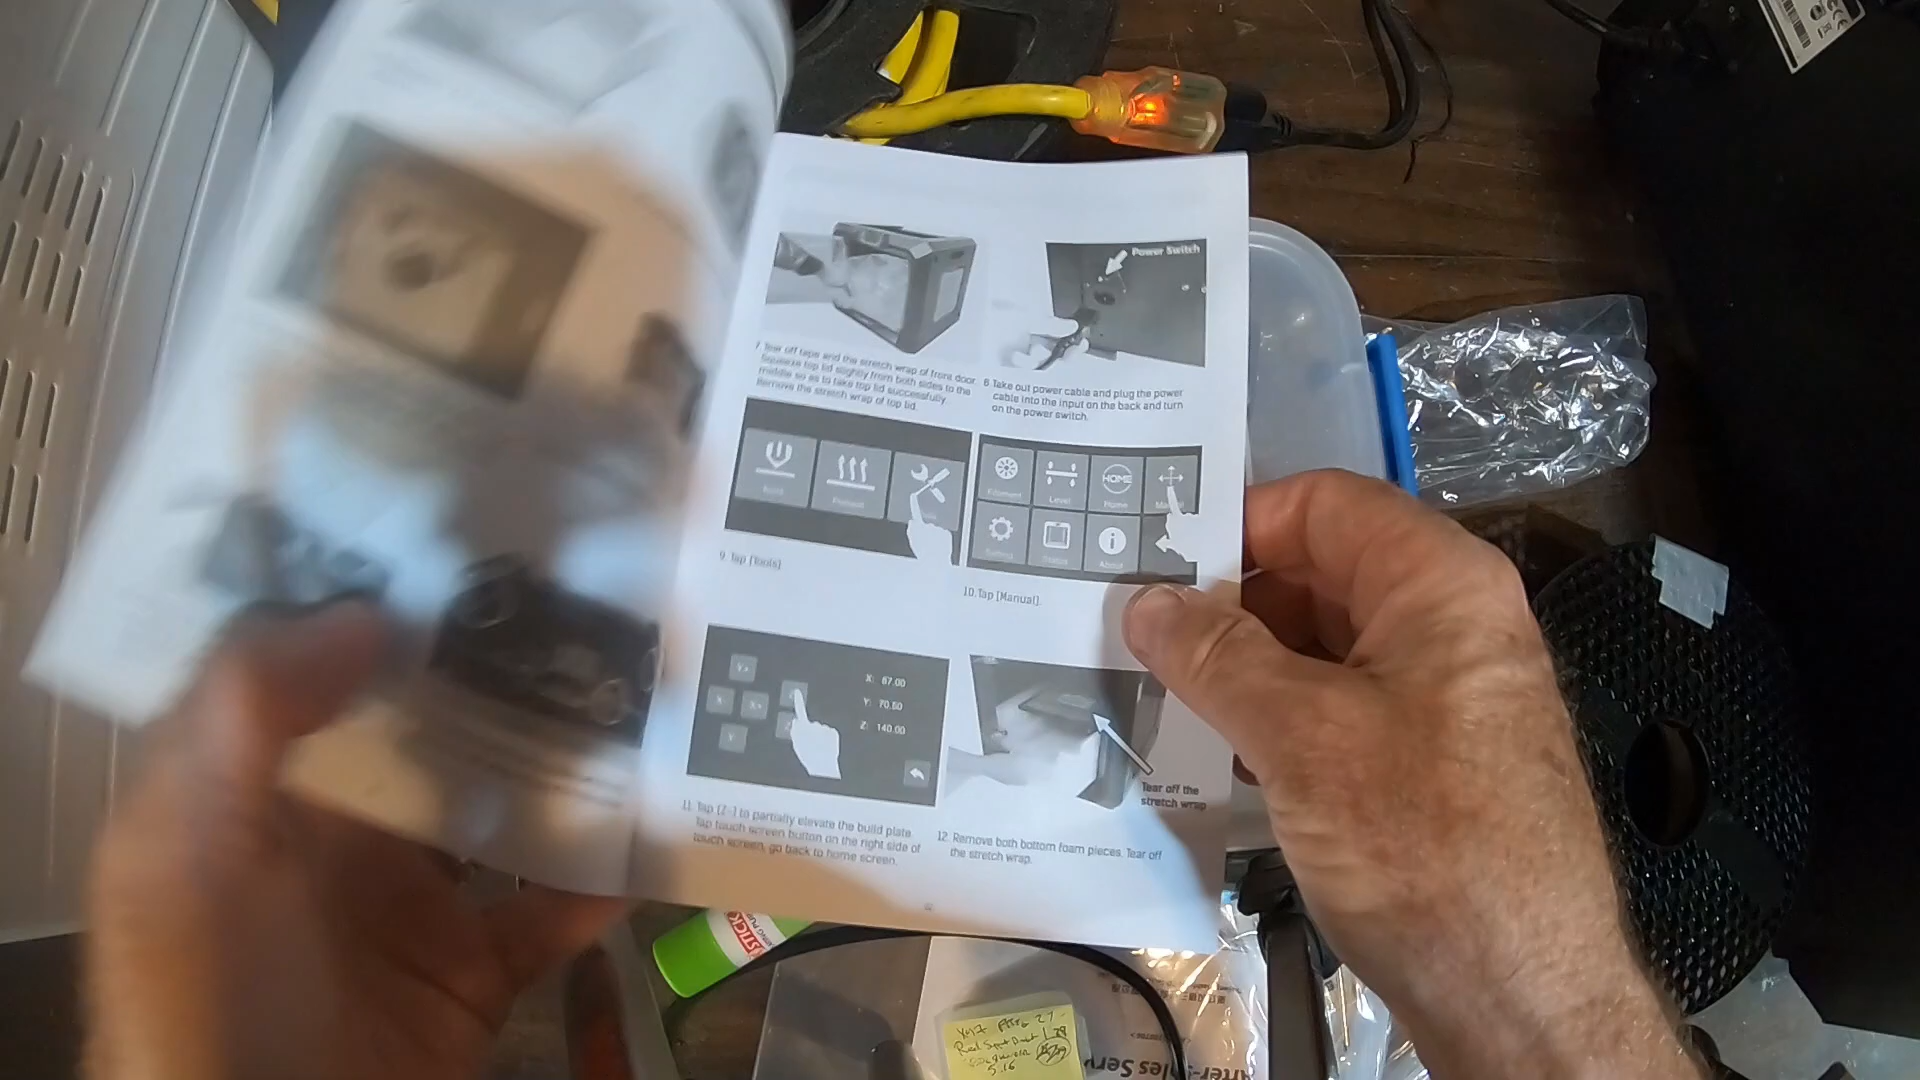 Power Switch
7. Tear off tape and the stretch wrap of front door.
Squeeze top lid slightly from both sides to the
middle so as to take top lid successfully.
Remove the stretch wrap of top lid.
8 Take out power cable and plug the power
cable into the input on the back and turn
on the power switch.
Build
Preheat
Filament
Level
HOME
Home
Setting
Status
About
9. Tap [Tools]
10. Tap [Manual].
Y+
X+
X: 67.00
Y: 70.50
Z: 140.00
Tear off the
stretch wrap
11. Tap [Z-] to partially elevate the build plate.
Tap touch screen button on the right side of
touch screen, go back to home screen.
12. Remove both bottom foam pieces. Tear off
the stretch wrap.
STICK
5.16